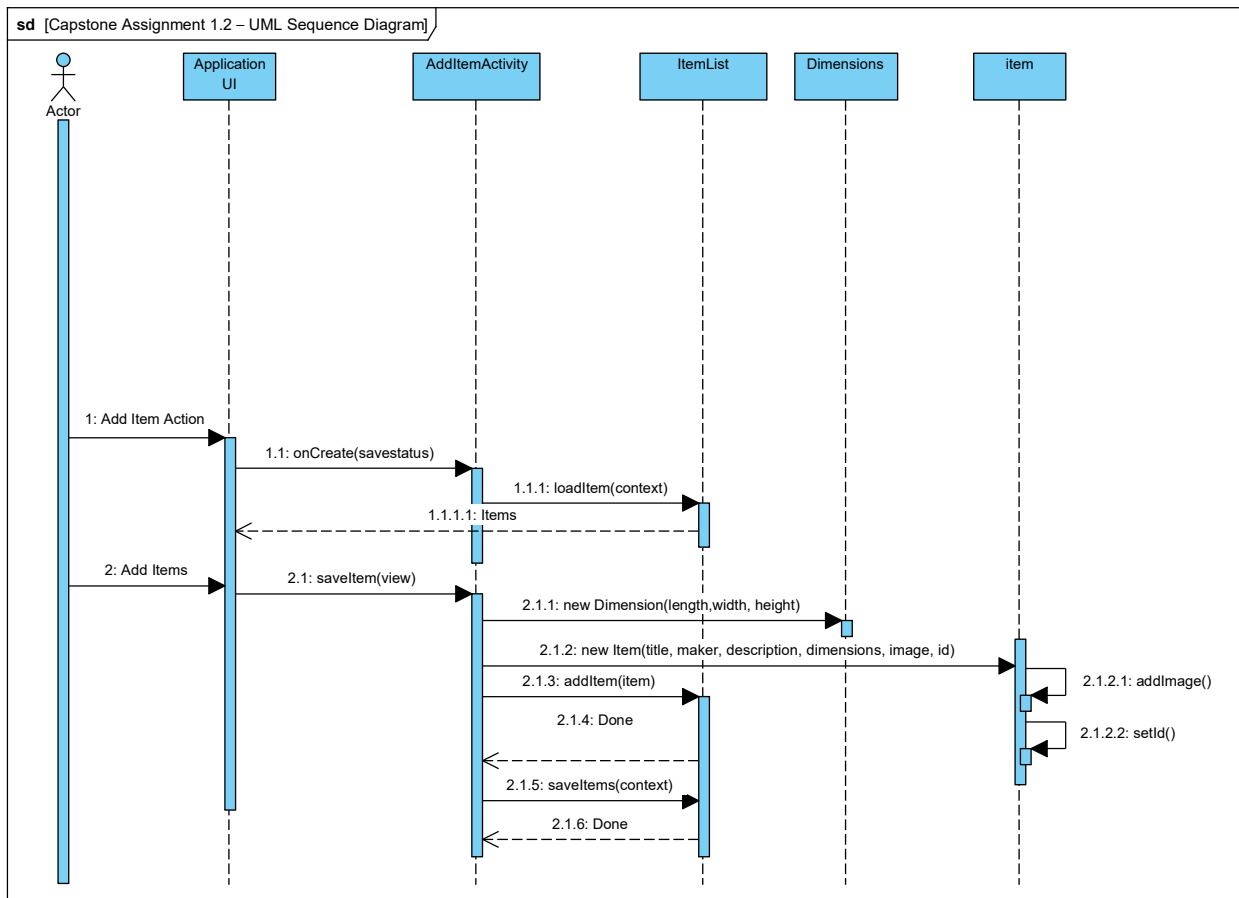 sd [Capstone Assignment 1.2 – UML Sequence Diagram]
Actor
Application
UI
AddItemActivity
ItemList
Dimensions
item
1: Add Item Action
1.1: onCreate(savestatus)
1.1.1: loadItem(context)
1.1.1.1: Items
2: Add Items
2.1: saveItem(view)
2.1.1: new Dimension(length,width, height)
2.1.2: new Item(title, maker, description, dimensions, image, id)
2.1.2.1: addImage()
2.1.3: addItem(item)
2.1.4: Done
2.1.2.2: setId()
2.1.5: saveItems(context)
2.1.6: Done